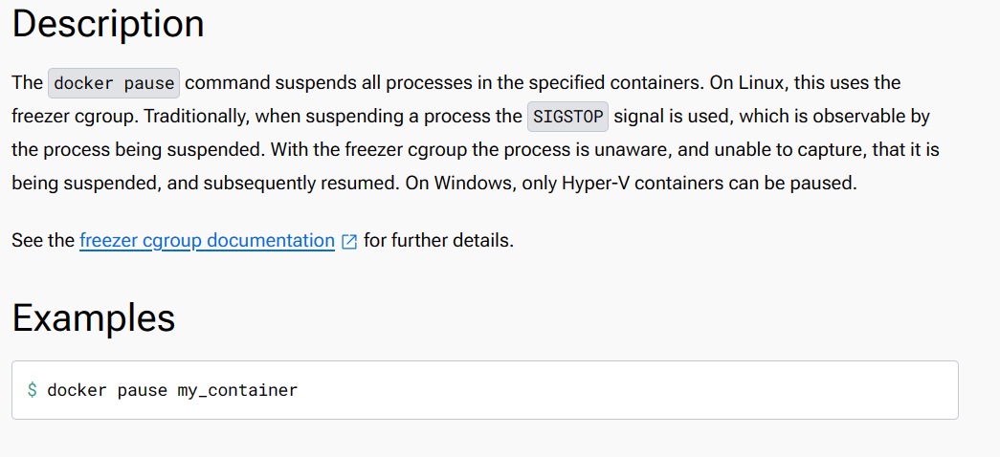 Description
The docker pause command suspends all processes in the specified containers. On Linux, this uses the
freezer cgroup. Traditionally, when suspending a process the SIGSTOP signal is used, which is observable by
the process being suspended. With the freezer cgroup the process is unaware, and unable to capture, that it is
being suspended, and subsequently resumed. On Windows, only Hyper-V containers can be paused.
See the freezer cgroup documentation for further details.
Examples
$ docker pause my_container